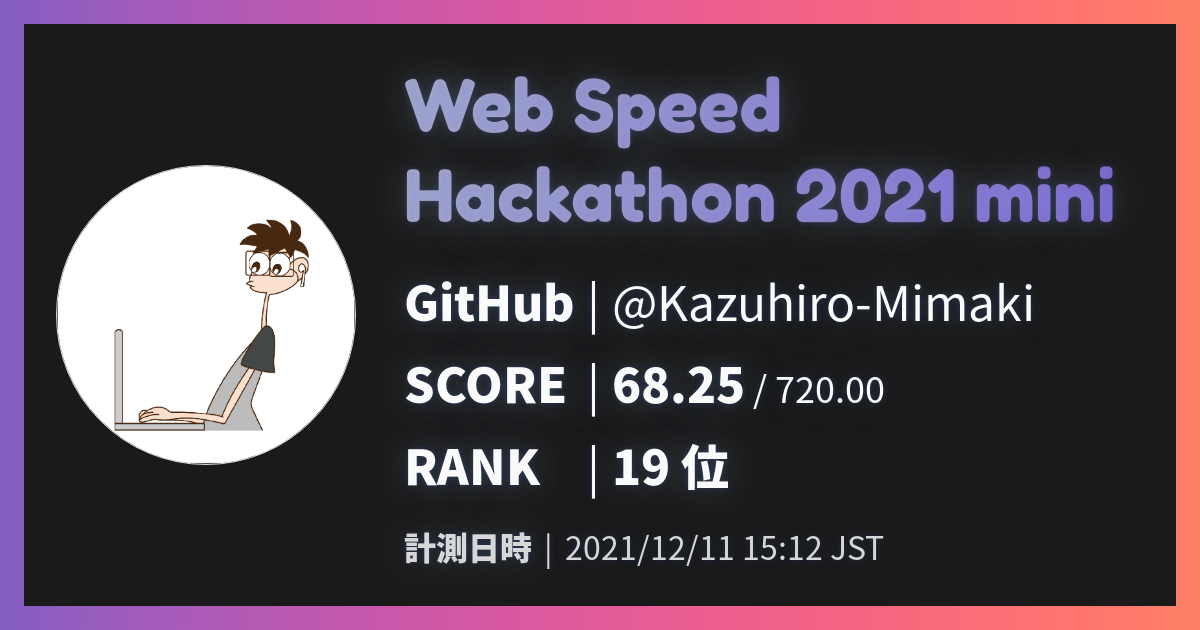 Web Speed
Hackathon 2021 mini
GitHub | @Kazuhiro-Mimaki
SCORE | 68.25 / 720.00
RANK | 19 位
計測日時 | 2021/12/11 15:12 JST